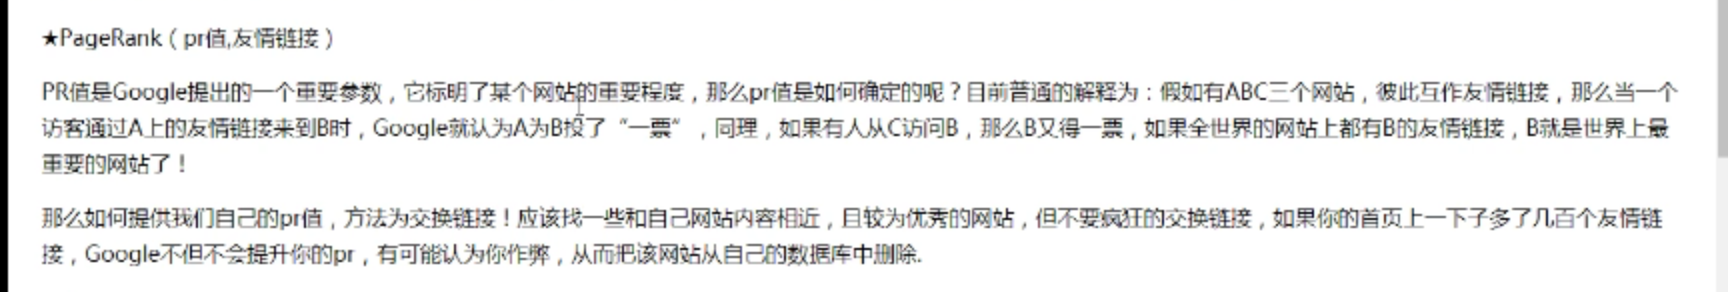 ★PageRank（pr值,友情链接）
PR值是Google提出的一个重要参数，它标明了某个网站的重要程度，那么pr值是如何确定的呢？目前普通的解释为：假如有ABC三个网站，彼此互作友情链接，那么当一个
访客通过A上的友情链接来到B时，Google就认为A为B投了“一票”，同理，如果有人从C访问B，那么B又得一票，如果全世界的网站上都有B的友情链接，B就是世界上最
重要的网站了！
那么如何提供我们自己的pr值，方法为交换链接！应该找一些和自己网站内容相近，且较为优秀的网站，但不要疯狂的交换链接，如果你的首页上一下子多了几百个友情链
接，Google不但不会提升你的pr，有可能认为你作弊，从而把该网站从自己的数据库中删除.